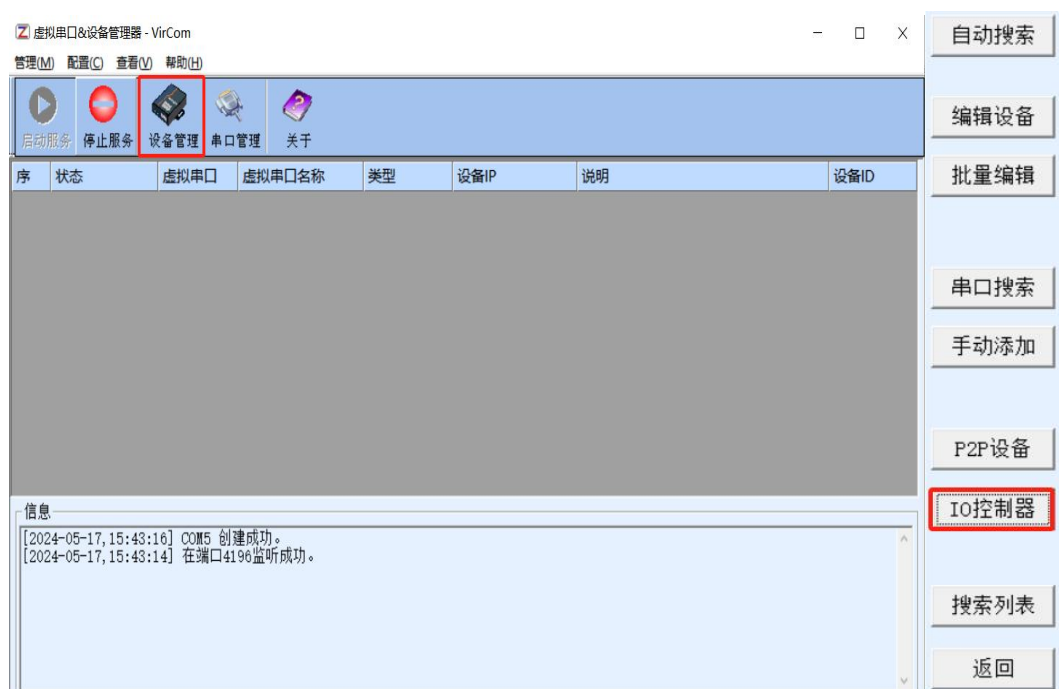 虚拟串口&设备管理器 - VirCom
管理(M) 配置(C) 查看(V) 帮助(H)
启动服务 停止服务 设备管理 串口管理 关于
序 状态 虚拟串口 虚拟串口名称 类型 设备IP 说明 设备ID
信息
[2024-05-17,15:43:16] COM5 创建成功。
[2024-05-17,15:43:14] 在端口4196监听成功。
自动搜索
编辑设备
批量编辑
串口搜索
手动添加
P2P设备
IO控制器
搜索列表
返回